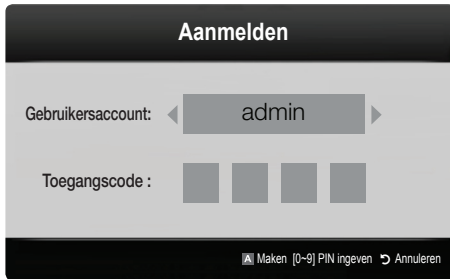 Aanmelden
Gebruikersaccount: admin
Toegangscode :
A Maken [0~9] PIN ingeven Annuleren